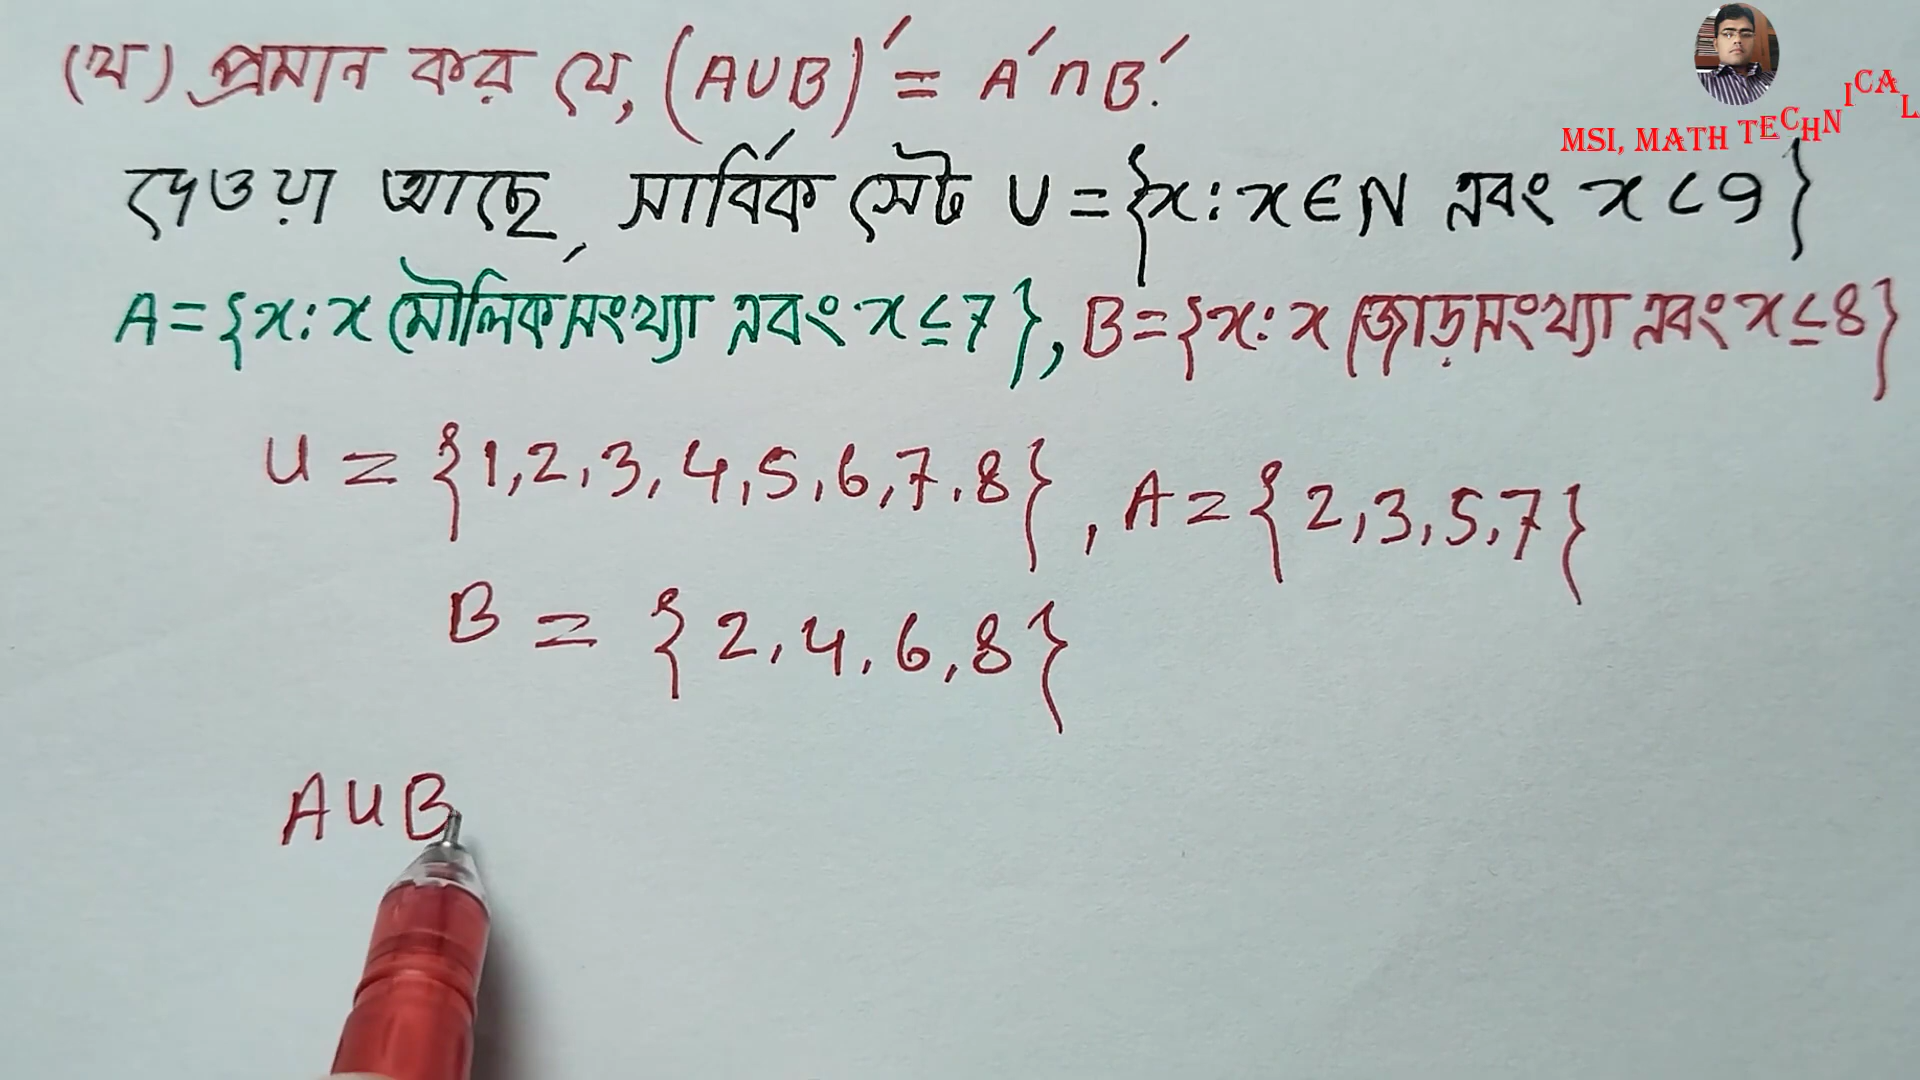 (খ) প্রমান কর যে, (A∪B)′ = A′∩B′.
MSI, MATH TECHNICAL
দেওয়া আছে, সার্বিক সেট U = {x : x ∈ N এবং x < 9}
A = {x : x মৌলিক সংখ্যা এবং x ≤ 7}, B = {x : x জোড় সংখ্যা এবং x ≤ 8}
U = {1, 2, 3, 4, 5, 6, 7, 8}, A = {2, 3, 5, 7}
B = {2, 4, 6, 8}
A∪B